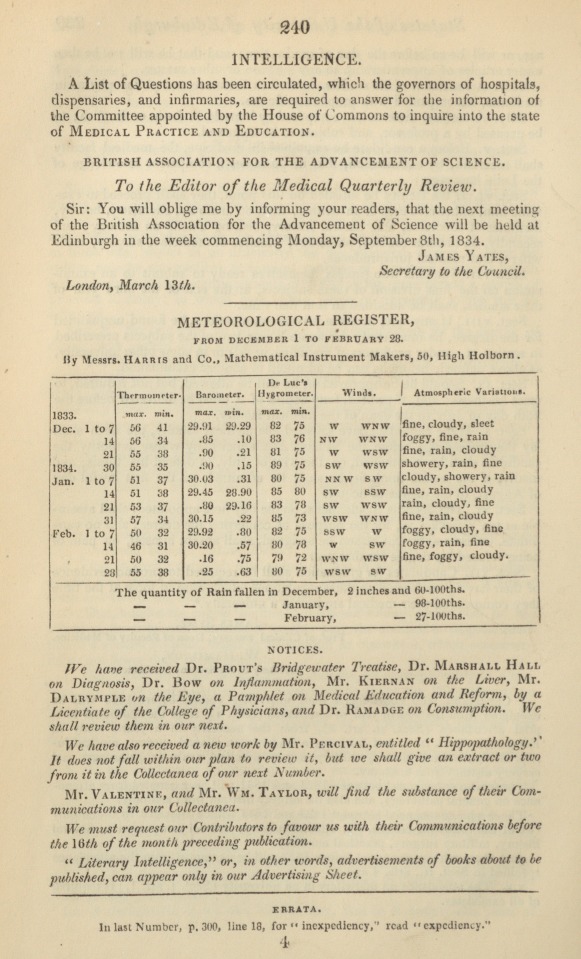 240
INTELLIGENCE.
A List of Questions has been circulated, which the governors of hospitals,
dispensaries, and infirmaries, are required to answer for the information of
the Committee appointed by the House of Commons to inquire into the state
of MEDICAL PRACTICE AND EDUCATION.
BRITISH ASSOCIATION FOR THE ADVANCEMENT OF SCIENCE.
To the Editor of the Medical Quarterly Review.
Sir: You will oblige me by informing your readers, that the next meeting
of the British Association for the Advancement of Science will be held at
Edinburgh in the week commencing Monday, September 8th, 1834.
JAMES YATES,
Secretary to the Council.
London, March 13th.
METEOROLOGICAL REGISTER,
FROM DECEMBER 1 TO FEBRUARY 28.
By Messrs. HARRIS and Co., Mathematical Instrument Makers, 50, High Holborn.
Thermometer. Barometer. De Luc's Hygrometer. Winds. Atmospheric Variations.
1833. max. min. max. min. max. min.
Dec. 1 to 7 56 41 29.91 29.29 82 75 W WNW fine, cloudy, sleet
14 56 34 .85 .10 83 76 NW WNW foggy, fine, rain
21 55 38 .90 .21 81 75 W WSW fine, rain, cloudy
1834. 30 55 35 .90 .15 89 75 SW WSW showery, rain, fine
Jan. 1 to 7 51 37 30.03 .31 80 75 NNW SW cloudy, showery, rain
14 51 38 29.45 28.90 85 80 SW SSW fine, rain, cloudy
21 53 37 .80 29.16 83 78 SW WSW rain, cloudy, fine
31 57 34 30.15 .22 85 73 WSW WNW fine, rain, cloudy
Feb. 1 to 7 50 32 29.92 .80 82 75 SSW W foggy, cloudy, fine
14 46 31 30.20 .57 80 78 W SW foggy, rain, fine
21 50 32 .16 .75 79 72 WNW WSW fine, foggy, cloudy.
28 55 38 .25 .63 80 75 WSW SW
The quantity of Rain fallen in December, 2 inches and 60-100ths.
— — — January, — 98-100ths.
— — — February, — 27-100ths.
NOTICES.
We have received Dr. PROUT'S Bridgewater Treatise, Dr. MARSHALL HALL
on Diagnosis, Dr. BOW on Inflammation, Mr. KIERNAN on the Liver, Mr.
DALRYMPLE on the Eye, a Pamphlet on Medical Education and Reform, by a
Licentiate of the College of Physicians, and Dr. RAMADGE on Consumption. We
shall review them in our next.
We have also received a new work by Mr. PERCIVAL, entitled "Hippopathology."
It does not fall within our plan to review it, but we shall give an extract or two
from it in the Collectanea of our next Number.
Mr. VALENTINE, and Mr. WM. TAYLOR, will find the substance of their Com-
munications in our Collectanea.
We must request our Contributors to favour us with their Communications before
the 16th of the month preceding publication.
"Literary Intelligence," or, in other words, advertisements of books about to be
published, can appear only in our Advertising Sheet.
ERRATA.
In last Number, p. 300, line 18, for "inexpediency," read "expediency."
4